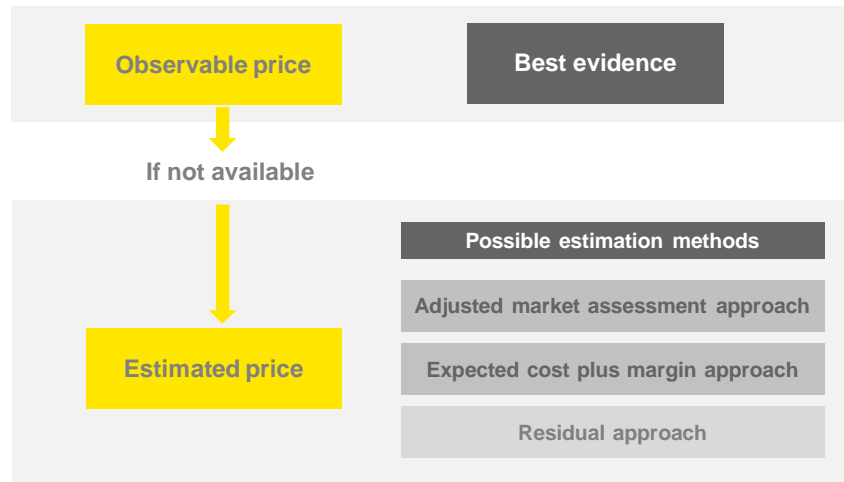 Observable price
Best evidence
If not available
Possible estimation methods
Adjusted market assessment approach
Estimated price
Expected cost plus margin approach
Residual approach